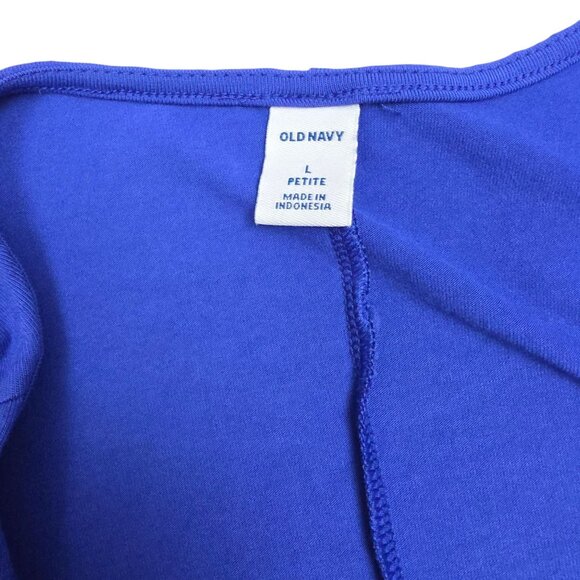 OLD NAVY
L
PETITE
MADE IN
INDONESIA